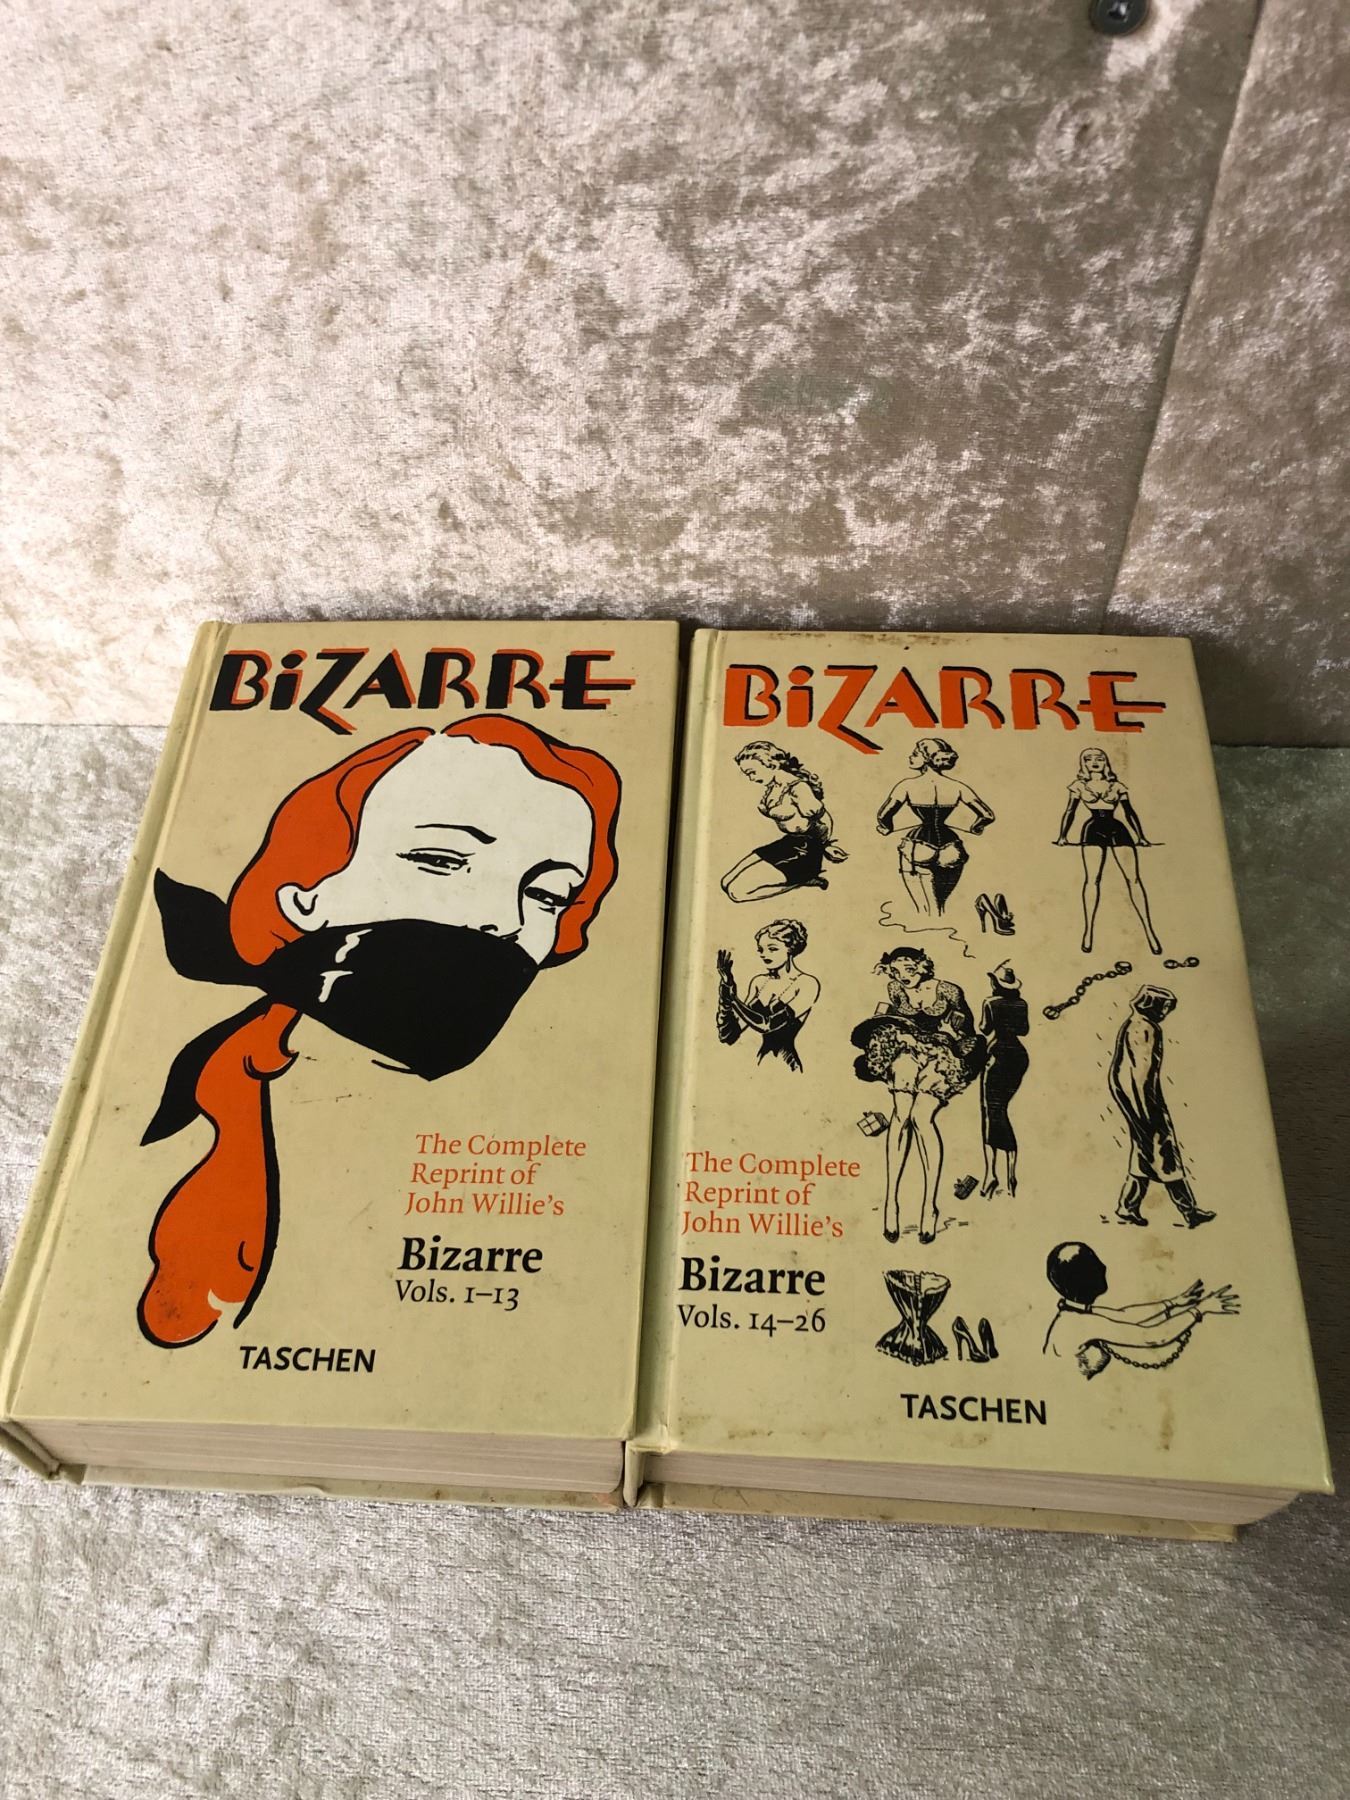 BiZARRE
The Complete
Reprint of
John Willie's
Bizarre
Vols. 1–13
TASCHEN
BiZARRE
The Complete
Reprint of
John Willie's
Bizarre
Vols. 14–26
TASCHEN